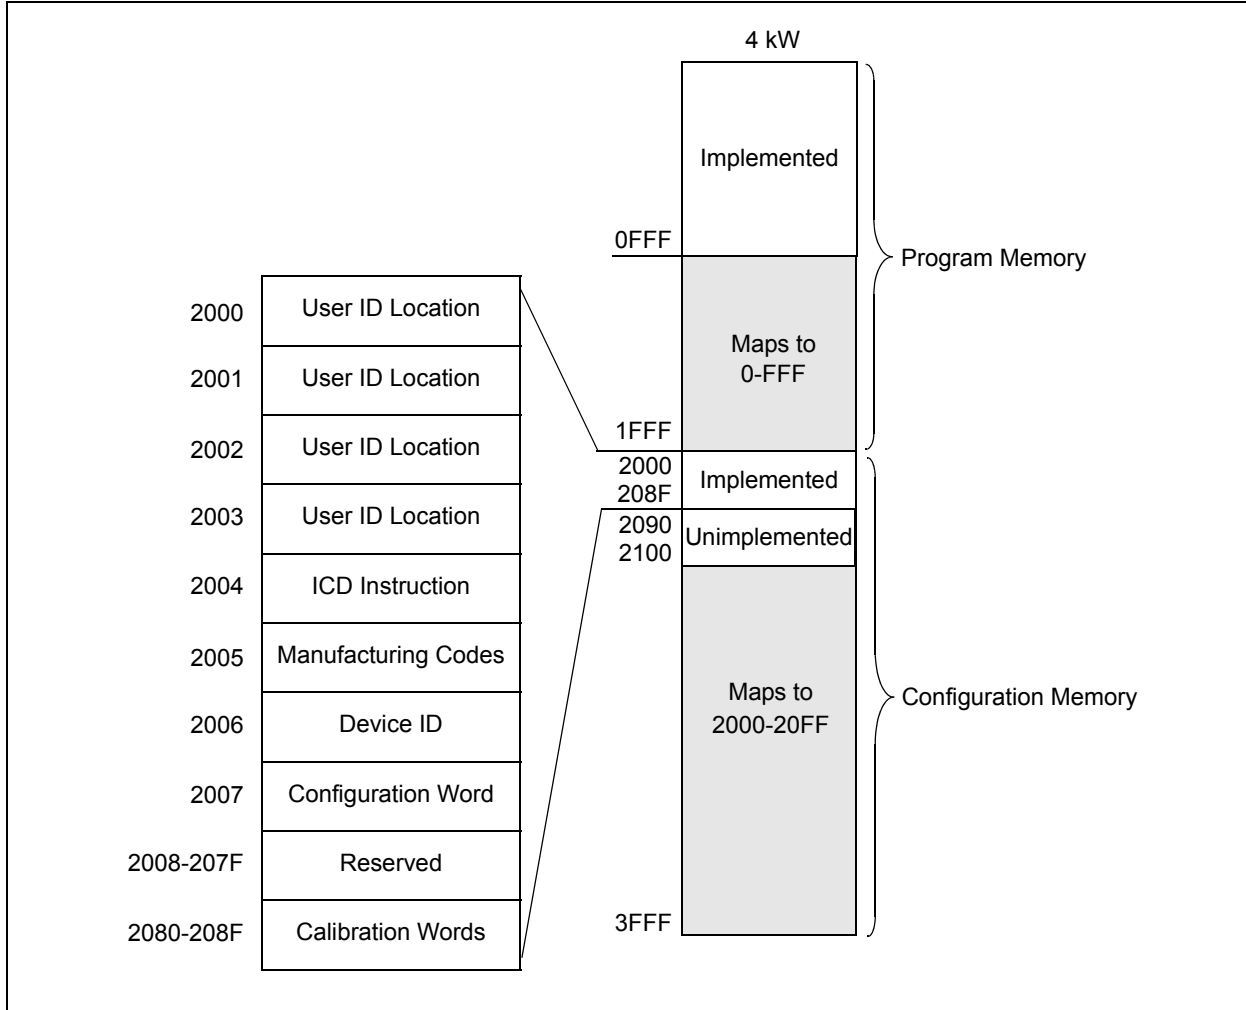 4 kW
Implemented
0FFF
Program Memory
Maps to
0-FFF
1FFF
2000
208F
Implemented
2090
2100
Unimplemented
Maps to
2000-20FF
Configuration Memory
3FFF
2000 User ID Location
2001 User ID Location
2002 User ID Location
2003 User ID Location
2004 ICD Instruction
2005 Manufacturing Codes
2006 Device ID
2007 Configuration Word
2008-207F Reserved
2080-208F Calibration Words